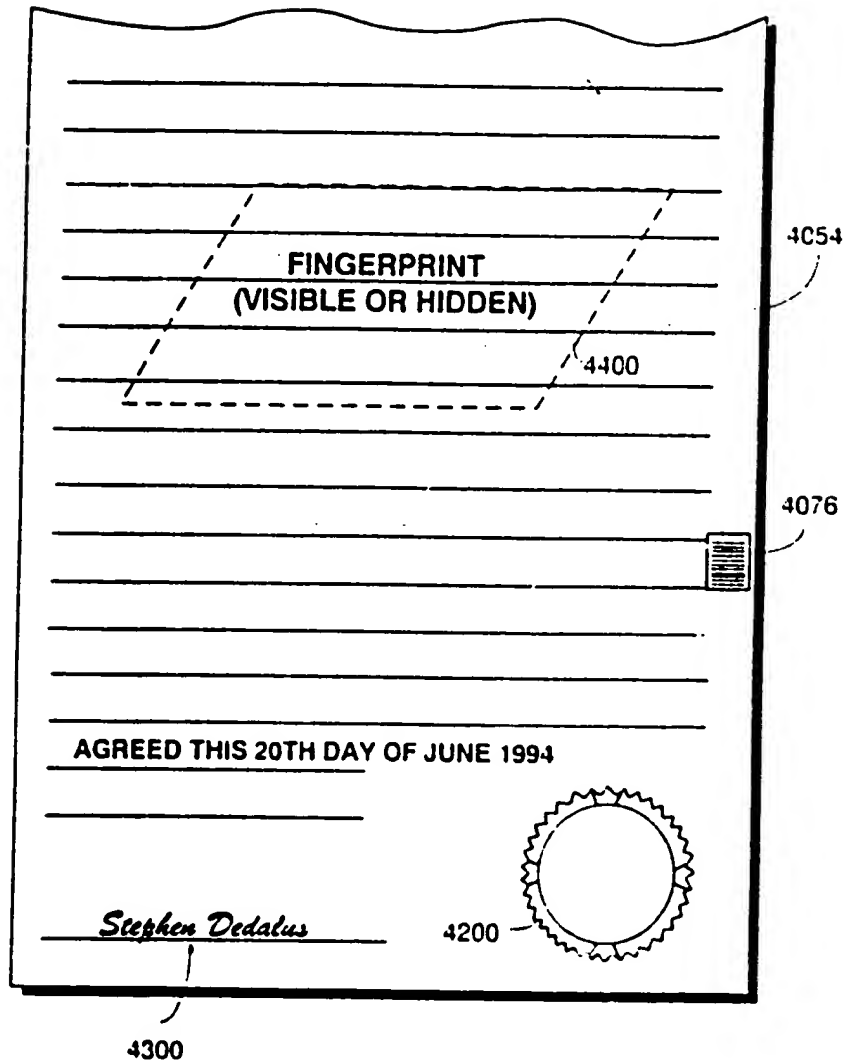 4054
FINGERPRINT
(VISIBLE OR HIDDEN)
4400
4076
AGREED THIS 20TH DAY OF JUNE 1994
Stephen Dedalus
4200
4300